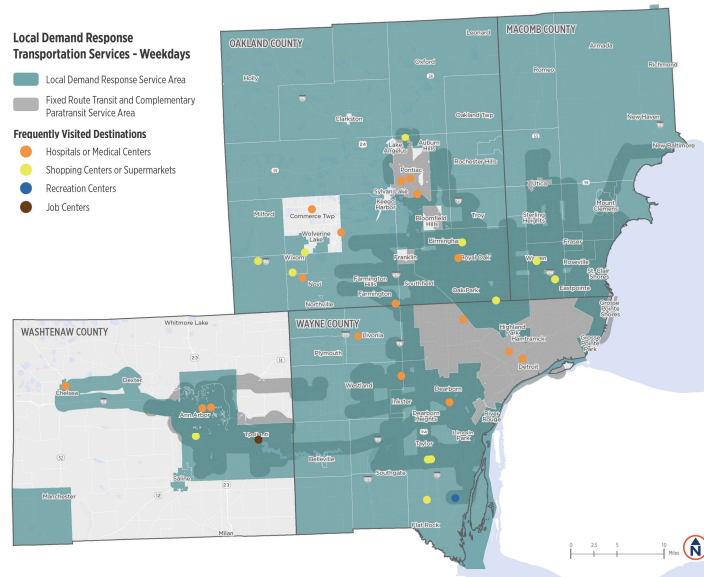 Local Demand Response
Transportation Services - Weekdays
Local Demand Response Service Area
Fixed Route Transit and Complementary
Paratransit Service Area
Frequently Visited Destinations
Hospitals or Medical Centers
Shopping Centers or Supermarkets
Recreation Centers
Job Centers
OAKLAND COUNTY
Leonard
Holly
Oxford
24
Clarkston
Oakland Twp
24
Lake
Angelus
Auburn
Hills
Rochester Hills
Pontiac
Sylvan Lake
Keego
Harbor
Milford
Commerce Twp
Bloomfield
Hills
Troy
Wolverine
Lake
Birmingham
Wixom
Franklin
Royal Oak
Novi
Farmington
Hills
Southfield
Farmington
Oak Park
Northville
MACOMB COUNTY
Armada
Romeo
Richmond
New Haven
New Baltimore
Utica
Mount
Clemens
Sterling
Heights
Fraser
Warren
Roseville
St. Clair
Shores
Eastpointe
WASHTENAW COUNTY
Whitmore Lake
23
Dexter
Chelsea
Ann Arbor
12
Saline
Manchester
12
23
Milan
WAYNE COUNTY
Livonia
Plymouth
Highland
Park
Hamtramck
Grosse
Pointe
Shores
Grosse
Pointe
Park
Detroit
Westland
Dearborn
Inkster
Dearborn
Heights
River
Rouge
Lincoln
Park
Taylor
Belleville
Southgate
Flat Rock
0 2.5 5 10
Miles
N